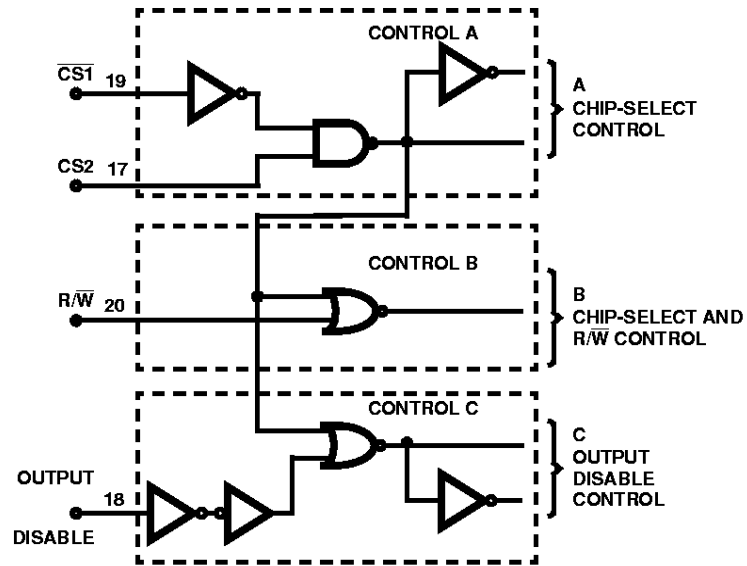 CONTROL A
C̅S̅1̅ 19
CS2 17
A
CHIP-SELECT
CONTROL
CONTROL B
R/W̅ 20
B
CHIP-SELECT AND
R/W̅ CONTROL
CONTROL C
OUTPUT
DISABLE
18
C
OUTPUT
DISABLE
CONTROL